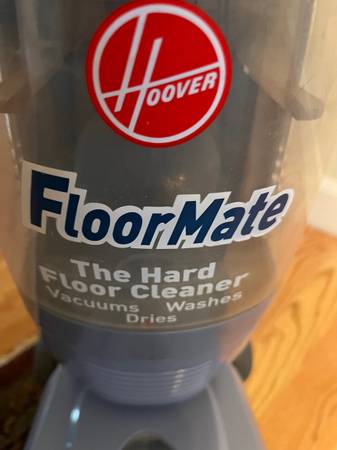 Hoover
FloorMate
The Hard
Floor Cleaner
Vacuums Washes
Dries